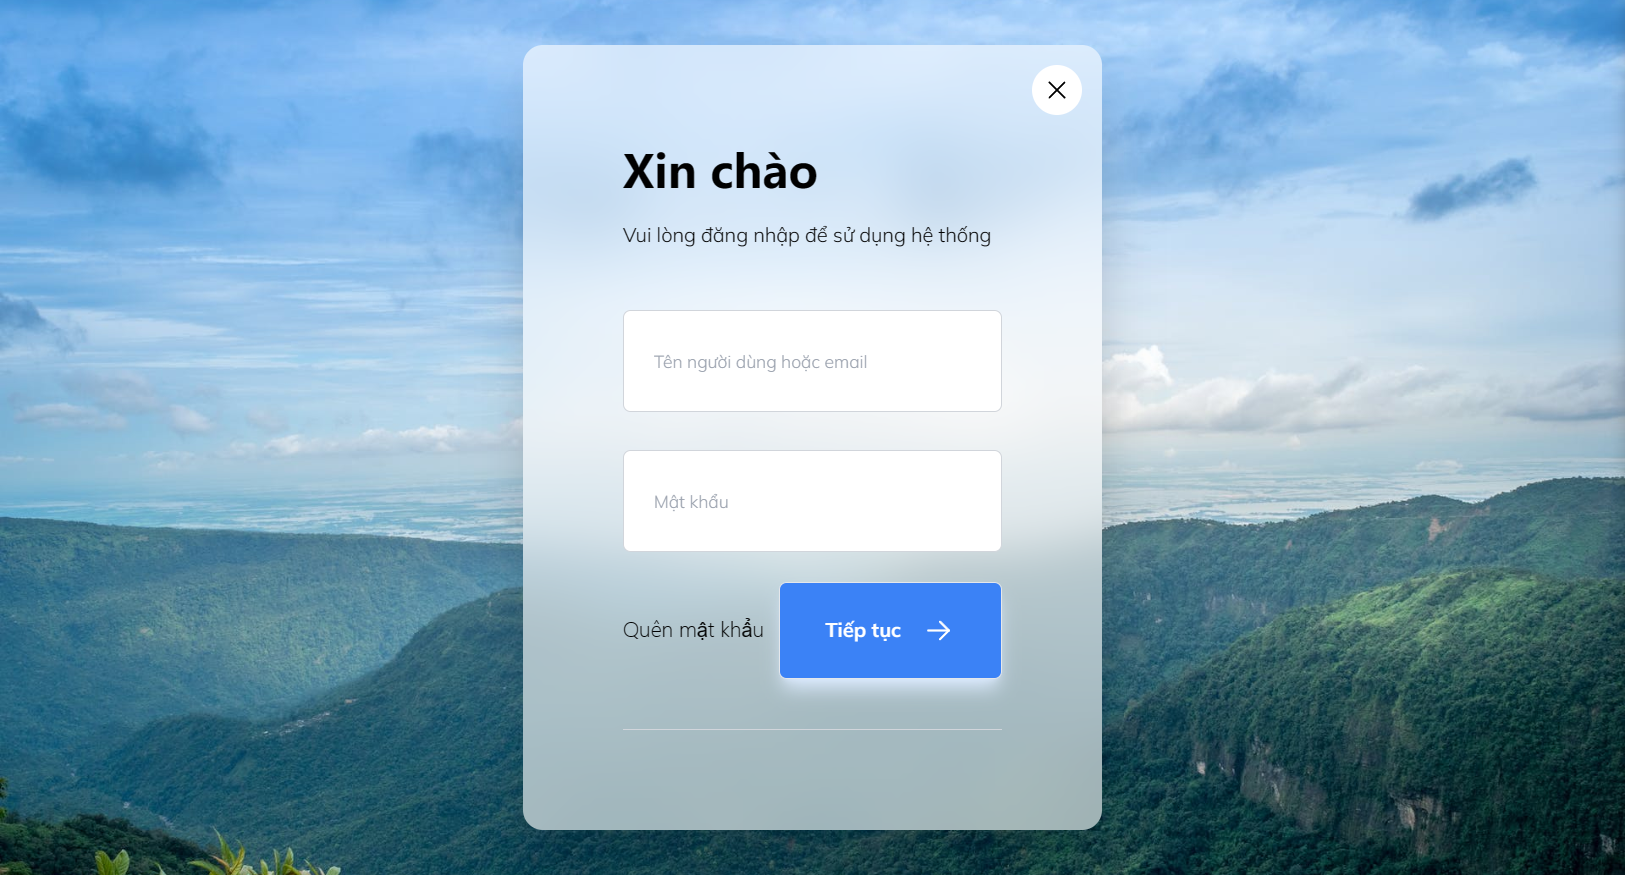 Xin chào
Vui lòng đăng nhập để sử dụng hệ thống
Tên người dùng hoặc email
Mật khẩu
Quên mật khẩu
Tiếp tục